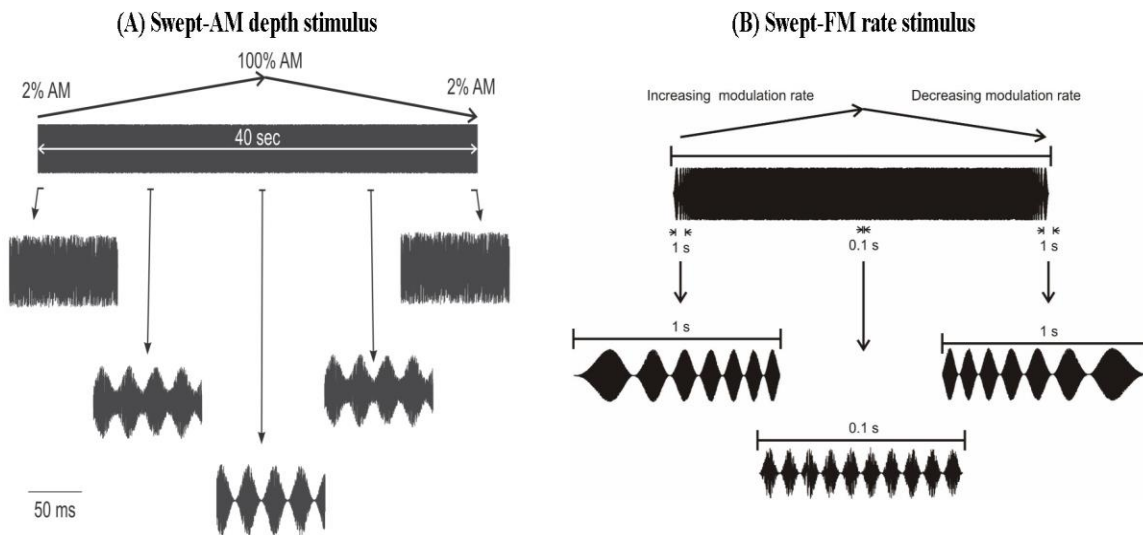 (A) Swept-AM depth stimulus
100% AM
2% AM
2% AM
40 sec
50 ms
(B) Swept-FM rate stimulus
Increasing modulation rate
Decreasing modulation rate
1 s
0.1 s
1 s
1 s
1 s
0.1 s